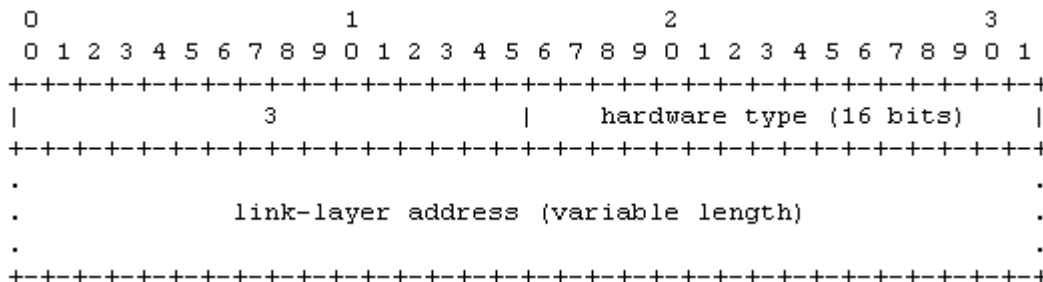 0                   1                   2                   3
 0 1 2 3 4 5 6 7 8 9 0 1 2 3 4 5 6 7 8 9 0 1 2 3 4 5 6 7 8 9 0 1
+-+-+-+-+-+-+-+-+-+-+-+-+-+-+-+-+-+-+-+-+-+-+-+-+-+-+-+-+-+-+-+-+
|               3               |    hardware type (16 bits)    |
+-+-+-+-+-+-+-+-+-+-+-+-+-+-+-+-+-+-+-+-+-+-+-+-+-+-+-+-+-+-+-+-+
.                                                               .
.             link-layer address (variable length)              .
.                                                               .
+-+-+-+-+-+-+-+-+-+-+-+-+-+-+-+-+-+-+-+-+-+-+-+-+-+-+-+-+-+-+-+-+